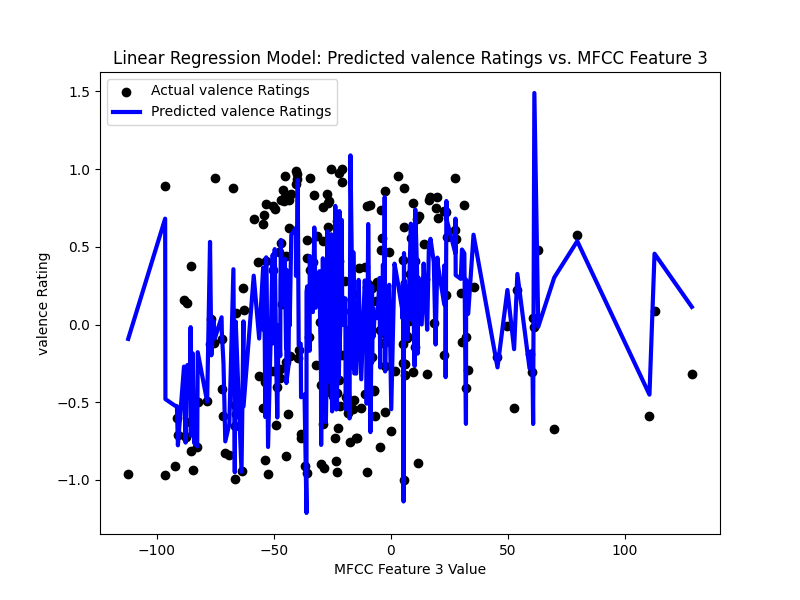 Linear Regression Model: Predicted valence Ratings vs. MFCC Feature 3
Actual valence Ratings
Predicted valence Ratings
1.5
1.0
0.5
0.0
−0.5
−1.0
valence Rating
−100
−50
0
50
100
MFCC Feature 3 Value